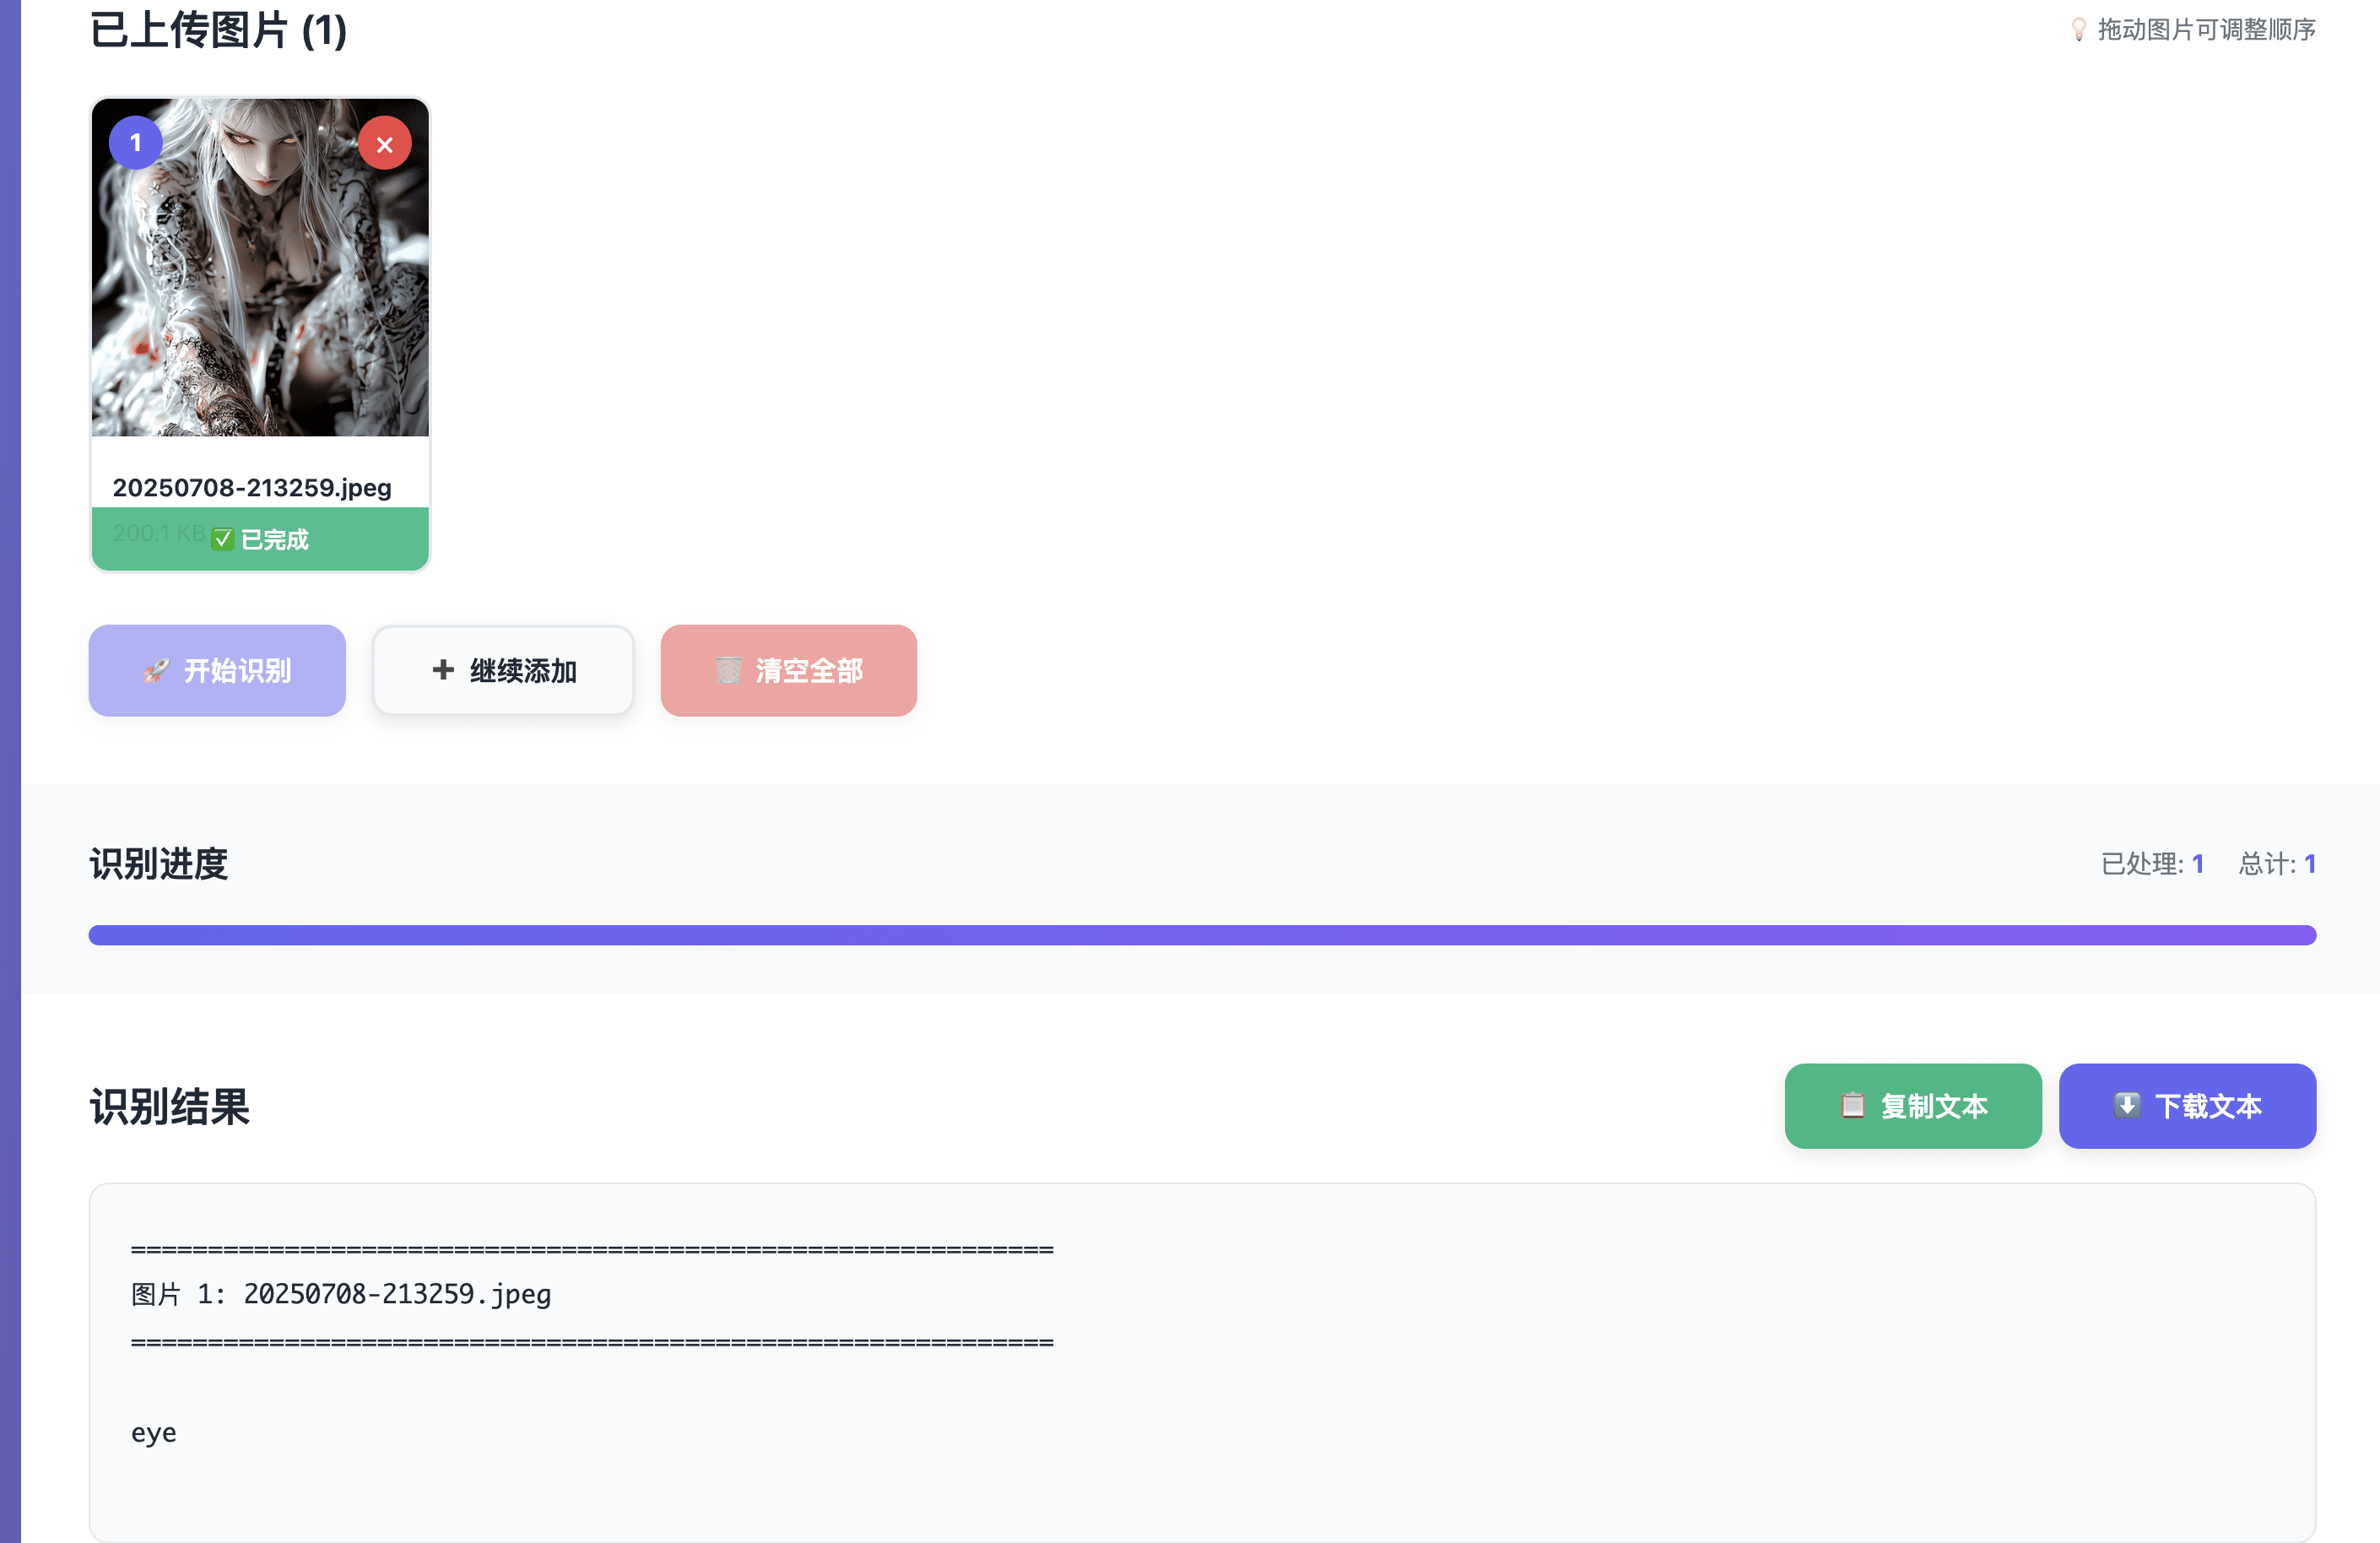 已上传图片 (1)
💡 拖动图片可调整顺序
1
×
20250708-213259.jpeg
200.1 KB
✅ 已完成
🚀 开始识别
➕ 继续添加
🗑️ 清空全部
识别进度
已处理: 1 总计: 1
识别结果
📋 复制文本
⬇️ 下载文本
============================================================
图片 1: 20250708-213259.jpeg
============================================================
eye